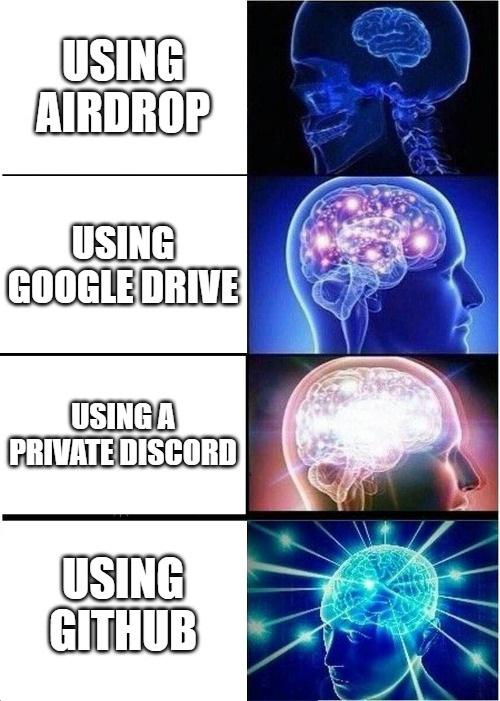 USING
AIRDROP
USING
GOOGLE DRIVE
USING A
PRIVATE DISCORD
USING
GITHUB